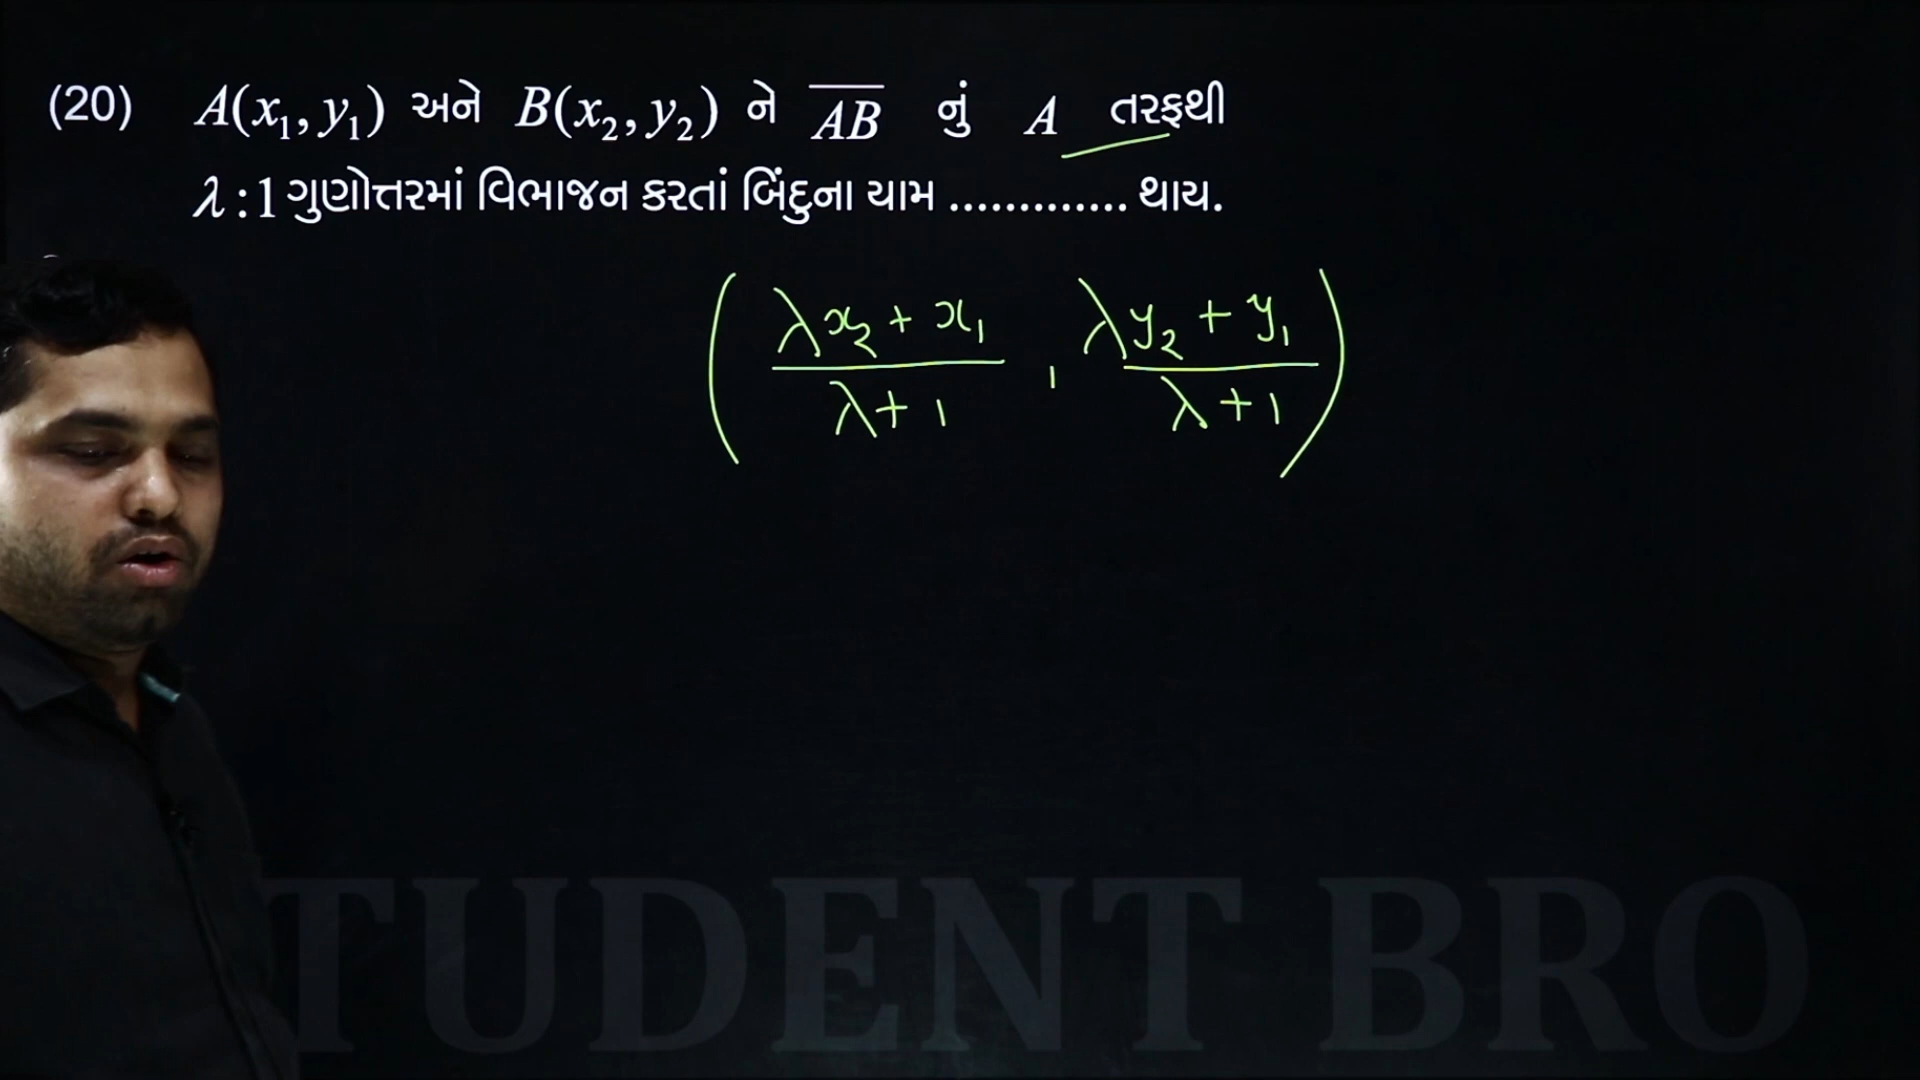 (20) A(x₁, y₁) અને B(x₂, y₂) ને \overline{AB} નું A તરફથી
λ : 1 ગુણોત્તરમાં વિભાજન કરતાં બિંદુના યામ ............. થાય.
( (λx₂ + x₁)/(λ + 1) , (λy₂ + y₁)/(λ + 1) )
TUDENT BRO